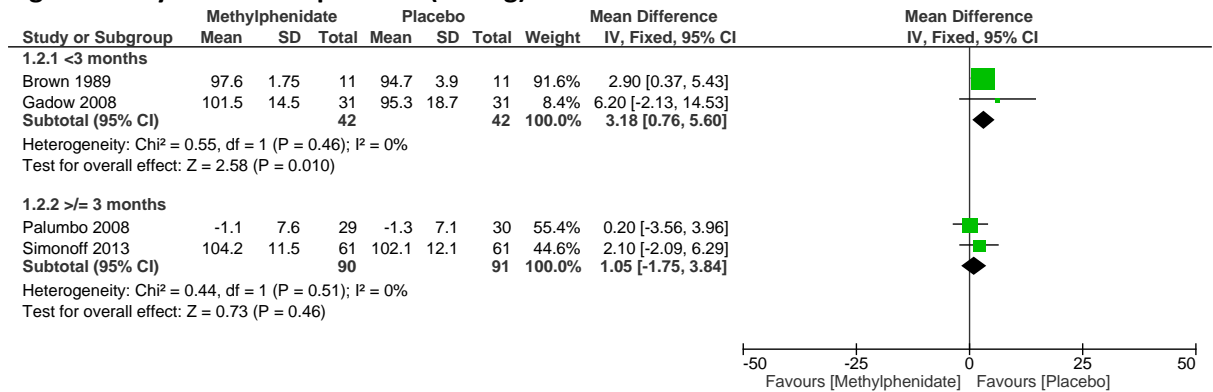 Methylphenidate Placebo Mean Difference Mean Difference
Study or Subgroup Mean SD Total Mean SD Total Weight IV, Fixed, 95% CI IV, Fixed, 95% CI
1.2.1 <3 months
Brown 1989 97.6 1.75 11 94.7 3.9 11 91.6% 2.90 [0.37, 5.43]
Gadow 2008 101.5 14.5 31 95.3 18.7 31 8.4% 6.20 [-2.13, 14.53]
Subtotal (95% CI) 42 42 100.0% 3.18 [0.76, 5.60]
Heterogeneity: Chi² = 0.55, df = 1 (P = 0.46); I² = 0%
Test for overall effect: Z = 2.58 (P = 0.010)
1.2.2 >/= 3 months
Palumbo 2008 -1.1 7.6 29 -1.3 7.1 30 55.4% 0.20 [-3.56, 3.96]
Simonoff 2013 104.2 11.5 61 102.1 12.1 61 44.6% 2.10 [-2.09, 6.29]
Subtotal (95% CI) 90 91 100.0% 1.05 [-1.75, 3.84]
Heterogeneity: Chi² = 0.44, df = 1 (P = 0.51); I² = 0%
Test for overall effect: Z = 0.73 (P = 0.46)
-50 -25 0 25 50
Favours [Methylphenidate] Favours [Placebo]